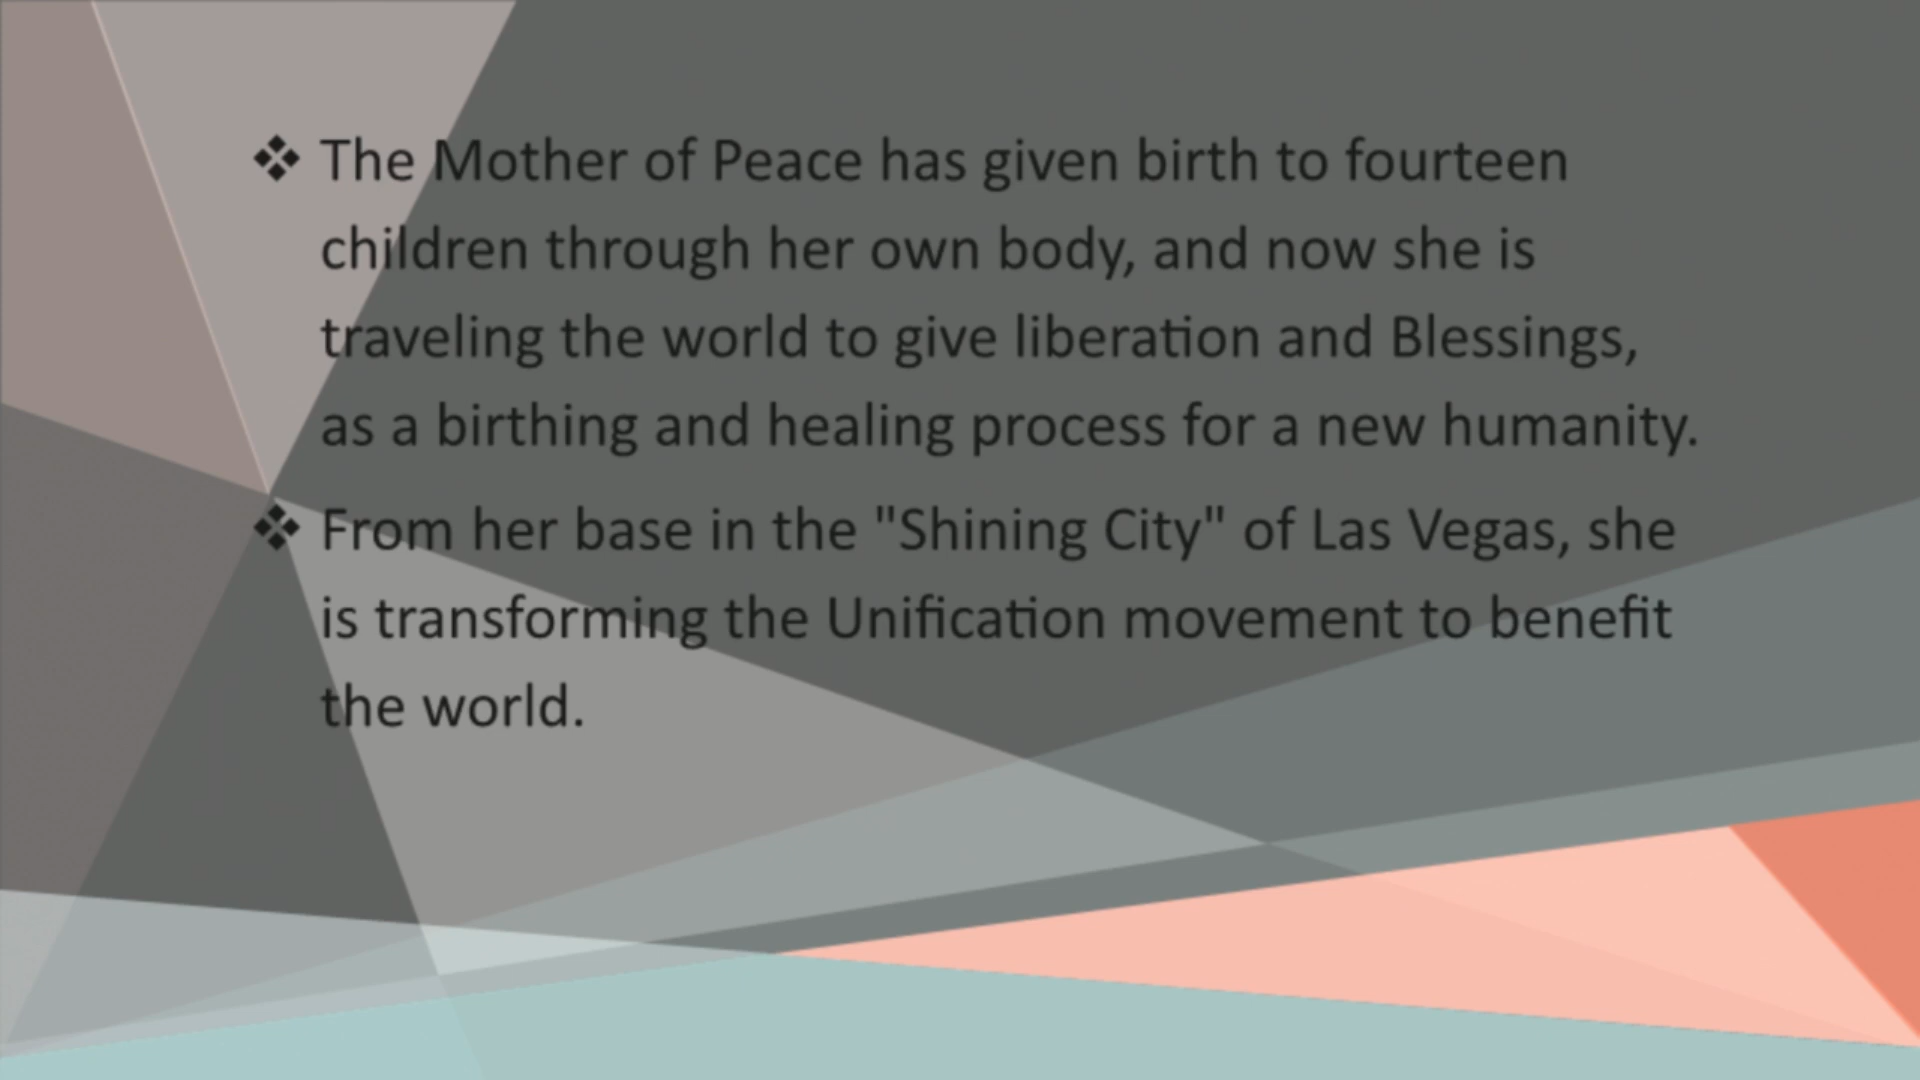 ❖ The Mother of Peace has given birth to fourteen
children through her own body, and now she is
traveling the world to give liberation and Blessings,
as a birthing and healing process for a new humanity.
❖ From her base in the "Shining City" of Las Vegas, she
is transforming the Unification movement to benefit
the world.